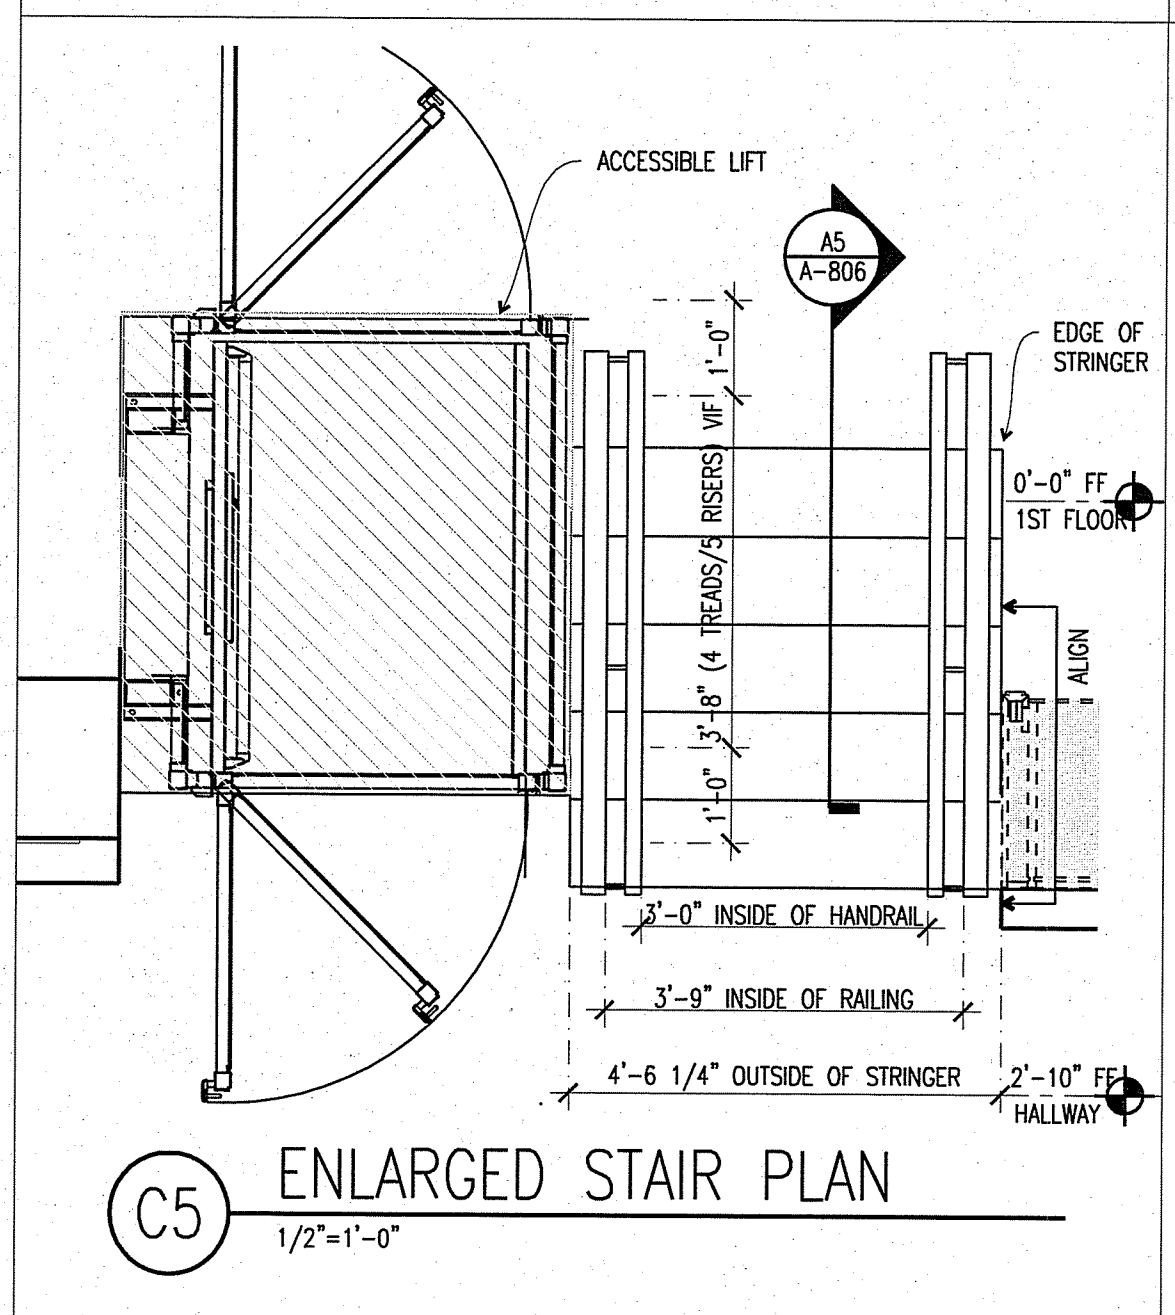 ACCESSIBLE LIFT
A5
A-806
EDGE OF
STRINGER
1'-0"
3'-8" (4 TREADS/5 RISERS) VIF
1'-0"
0'-0" FF
1ST FLOOR
ALIGN
3'-0" INSIDE OF HANDRAIL
3'-9" INSIDE OF RAILING
4'-6 1/4" OUTSIDE OF STRINGER
2'-10" FF
HALLWAY
C5
ENLARGED STAIR PLAN
1/2"=1'-0"